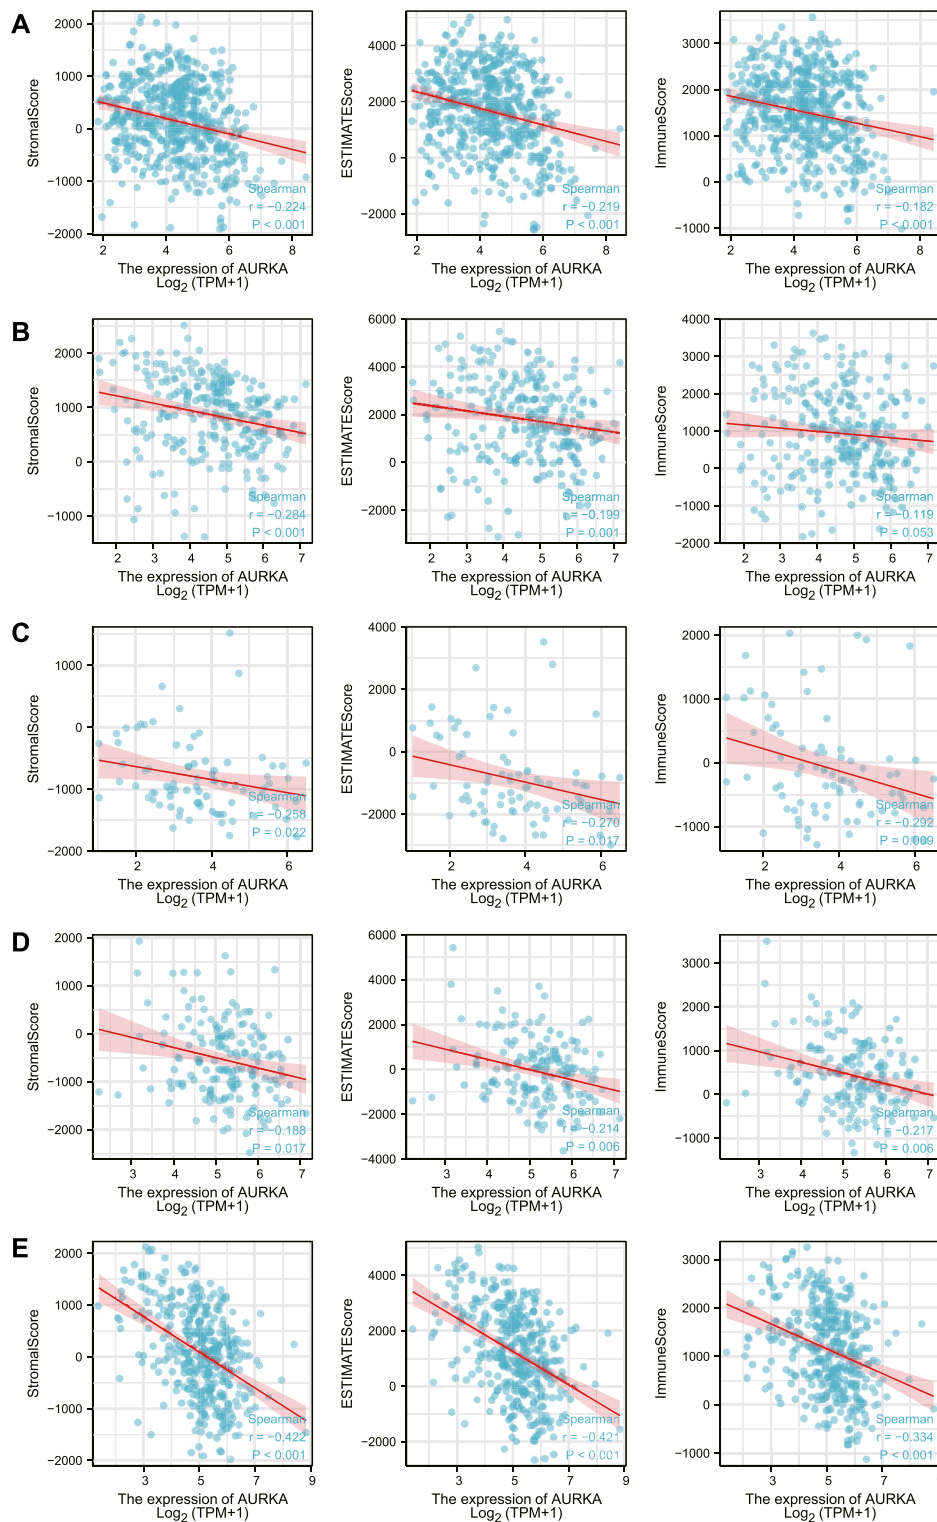 A
StromalScore
2000
1000
0
−1000
−2000
Spearman
r = −0.224
P < 0.001
2 4 6 8
The expression of AURKA
Log2 (TPM+1)
ESTIMATEScore
4000
2000
0
−2000
Spearman
r = −0.219
P < 0.001
2 4 6 8
The expression of AURKA
Log2 (TPM+1)
ImmuneScore
3000
2000
1000
0
−1000
Spearman
r = −0.182
P < 0.001
2 4 6 8
The expression of AURKA
Log2 (TPM+1)
B
StromalScore
2000
1000
0
−1000
Spearman
r = −0.284
P < 0.001
2 3 4 5 6 7
The expression of AURKA
Log2 (TPM+1)
ESTIMATEScore
6000
4000
2000
0
−2000
Spearman
r = −0.199
P = 0.001
2 3 4 5 6 7
The expression of AURKA
Log2 (TPM+1)
ImmuneScore
4000
3000
2000
1000
0
−1000
−2000
Spearman
r = −0.119
P = 0.053
2 3 4 5 6 7
The expression of AURKA
Log2 (TPM+1)
C
StromalScore
1000
0
−1000
−2000
Spearman
r = −0.258
P = 0.022
2 4 6
The expression of AURKA
Log2 (TPM+1)
ESTIMATEScore
4000
2000
0
−2000
Spearman
r = −0.270
P = 0.017
2 4 6
The expression of AURKA
Log2 (TPM+1)
ImmuneScore
2000
1000
0
−1000
Spearman
r = −0.292
P = 0.009
2 4 6
The expression of AURKA
Log2 (TPM+1)
D
StromalScore
2000
1000
0
−1000
−2000
Spearman
r = −0.188
P = 0.017
3 4 5 6 7
The expression of AURKA
Log2 (TPM+1)
ESTIMATEScore
6000
4000
2000
0
−2000
−4000
Spearman
r = −0.214
P = 0.006
3 4 5 6 7
The expression of AURKA
Log2 (TPM+1)
ImmuneScore
3000
2000
1000
0
−1000
Spearman
r = −0.217
P = 0.006
3 4 5 6 7
The expression of AURKA
Log2 (TPM+1)
E
StromalScore
2000
1000
0
−1000
−2000
Spearman
r = −0.422
P < 0.001
3 5 7 9
The expression of AURKA
Log2 (TPM+1)
ESTIMATEScore
4000
2000
0
−2000
Spearman
r = −0.421
P < 0.001
3 5 7 9
The expression of AURKA
Log2 (TPM+1)
ImmuneScore
3000
2000
1000
0
−1000
Spearman
r = −0.334
P < 0.001
3 5 7
The expression of AURKA
Log2 (TPM+1)